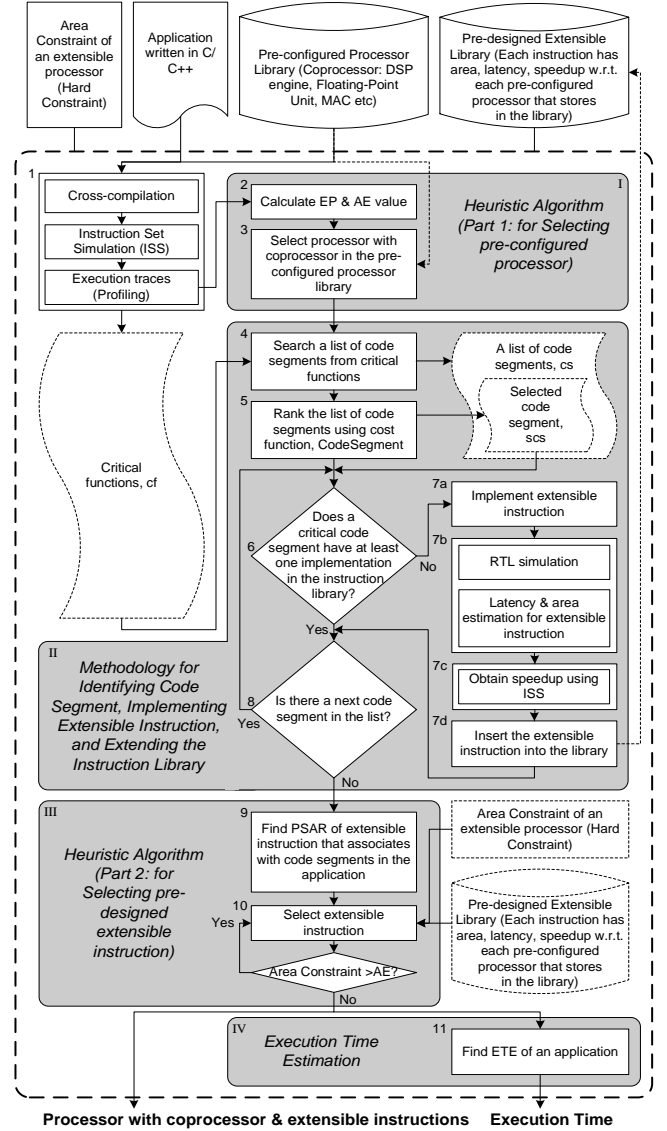 Area
Constraint of
an extensible
processor
(Hard
Constraint)
Application
written in C/
C++
Pre-configured Processor
Library (Coprocessor: DSP
engine, Floating-Point
Unit, MAC etc)
Pre-designed Extensible
Library (Each instruction has
area, latency, speedup w.r.t.
each pre-configured
processor that stores
in the library)
1
Cross-compilation
Instruction Set
Simulation (ISS)
Execution traces
(Profiling)
I
2
Calculate EP & AE value
3
Select processor with
coprocessor in the pre-
configured processor
library
Heuristic Algorithm
(Part 1: for Selecting
pre-configured
processor)
Critical
functions, cf
4
Search a list of code
segments from critical
functions
A list of code
segments, cs
5
Rank the list of code
segments using cost
function, CodeSegment
Selected
code
segment,
scs
6
Does a
critical code
segment have at least
one implementation
in the instruction
library?
No
Yes
7a
Implement extensible
instruction
7b
RTL simulation
Latency & area
estimation for extensible
instruction
7c
Obtain speedup using
ISS
7d
Insert the extensible
instruction into the library
II
Methodology for
Identifying Code
Segment, Implementing
Extensible Instruction,
and Extending the
Instruction Library
8
Yes
Is there a next code
segment in the list?
No
III
Heuristic Algorithm
(Part 2: for
Selecting pre-
designed
extensible
instruction)
9
Find PSAR of extensible
instruction that associates
with code segments in the
application
10
Yes
Select extensible
instruction
Area Constraint >AE?
No
Area Constraint of an
extensible processor (Hard
Constraint)
Pre-designed Extensible
Library (Each instruction has
area, latency, speedup w.r.t.
each pre-configured
processor that stores
in the library)
IV
Execution Time
Estimation
11
Find ETE of an application
Processor with coprocessor & extensible instructions
Execution Time